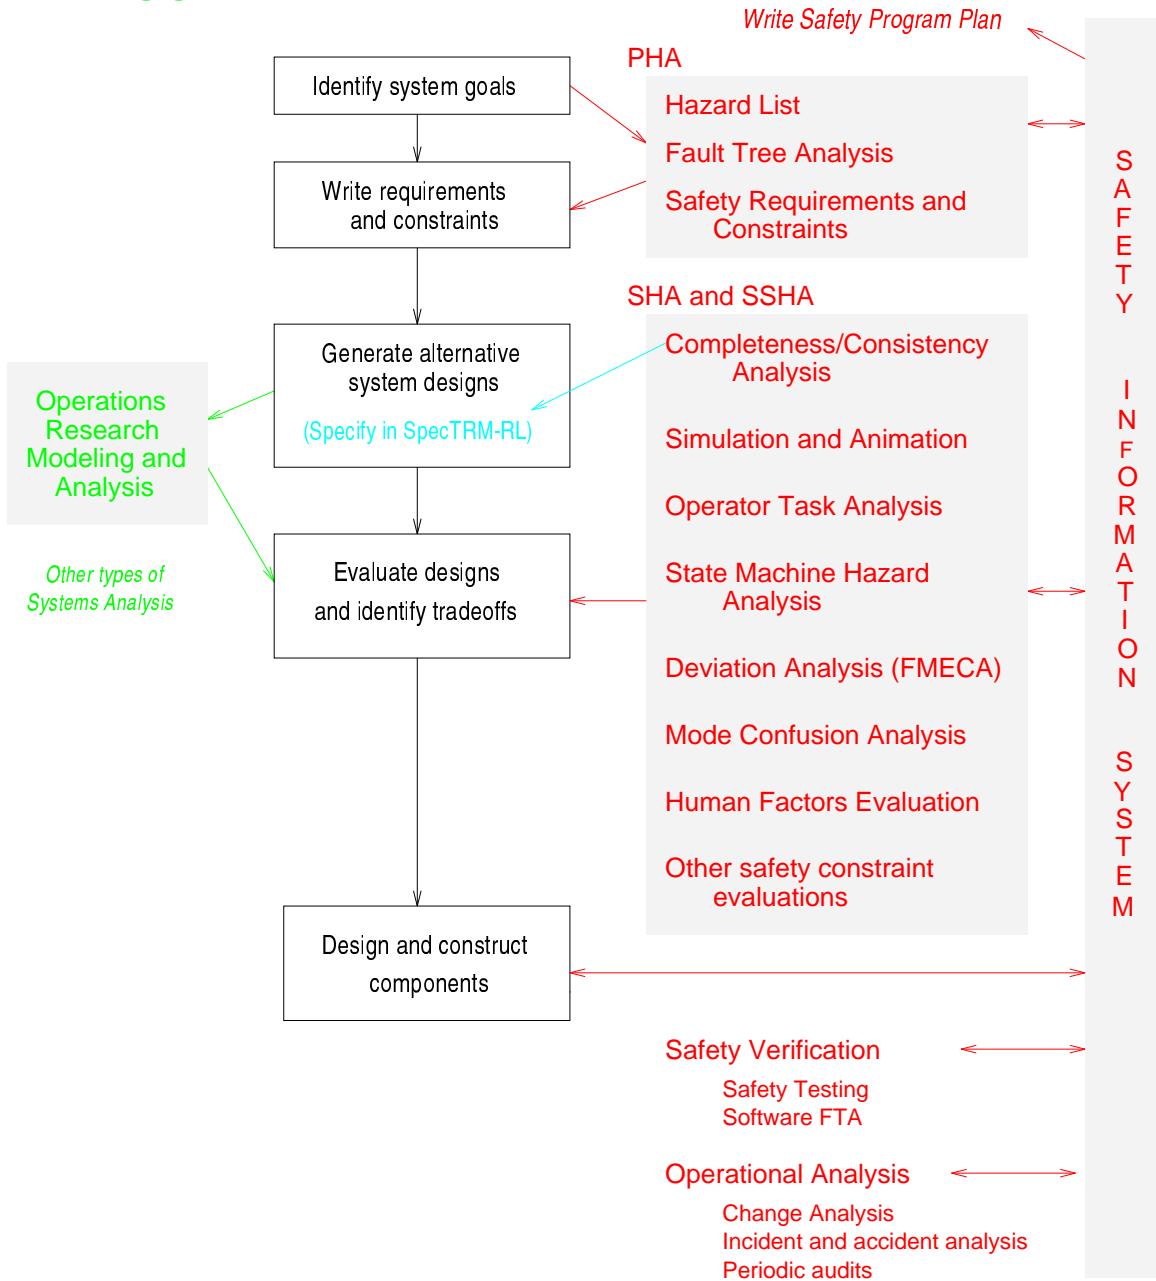 Write Safety Program Plan
PHA
Identify system goals
Hazard List
Fault Tree Analysis
Write requirements
and constraints
Safety Requirements and
Constraints
SHA and SSHA
Generate alternative
system designs
(Specify in SpecTRM-RL)
Completeness/Consistency
Analysis
Operations
Research
Modeling and
Analysis
Simulation and Animation
Operator Task Analysis
Other types of
Systems Analysis
Evaluate designs
and identify tradeoffs
State Machine Hazard
Analysis
Deviation Analysis (FMECA)
Mode Confusion Analysis
Human Factors Evaluation
Other safety constraint
evaluations
Design and construct
components
Safety Verification
Safety Testing
Software FTA
Operational Analysis
Change Analysis
Incident and accident analysis
Periodic audits
SAFETY INFORMATION SYSTEM